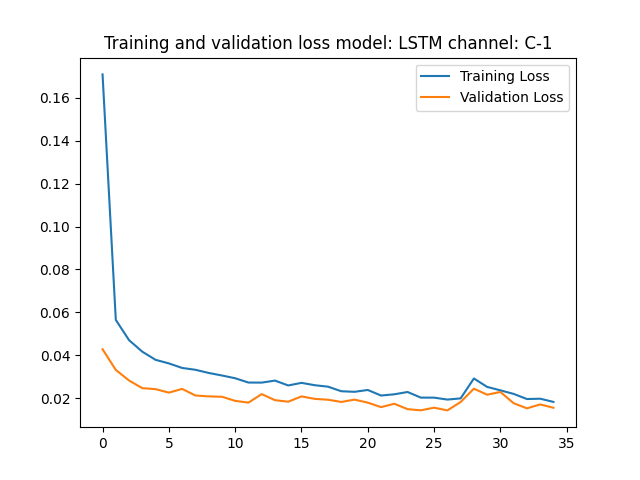 Training and validation loss model: LSTM channel: C-1
Training Loss
Validation Loss
0.16
0.14
0.12
0.10
0.08
0.06
0.04
0.02
0 5 10 15 20 25 30 35